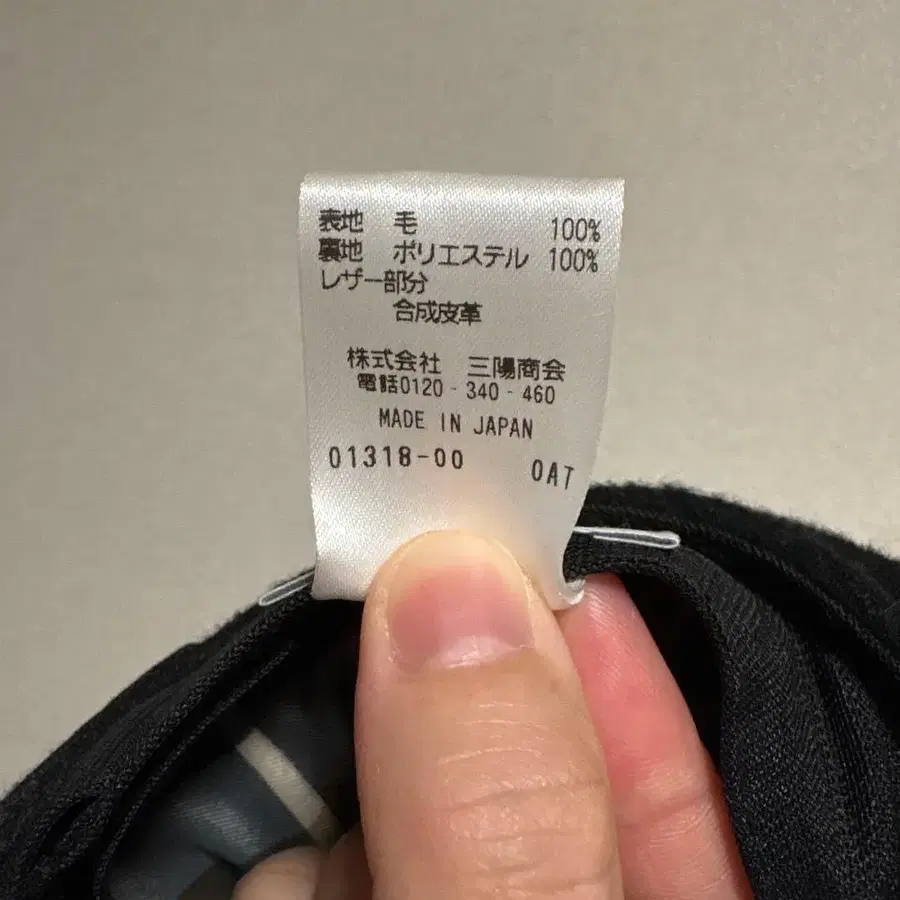 表地 毛 100%
裏地 ポリエステル 100%
レザー部分
合成皮革
株式会社 三陽商会
電話0120-340-460
MADE IN JAPAN
01318-00 0AT